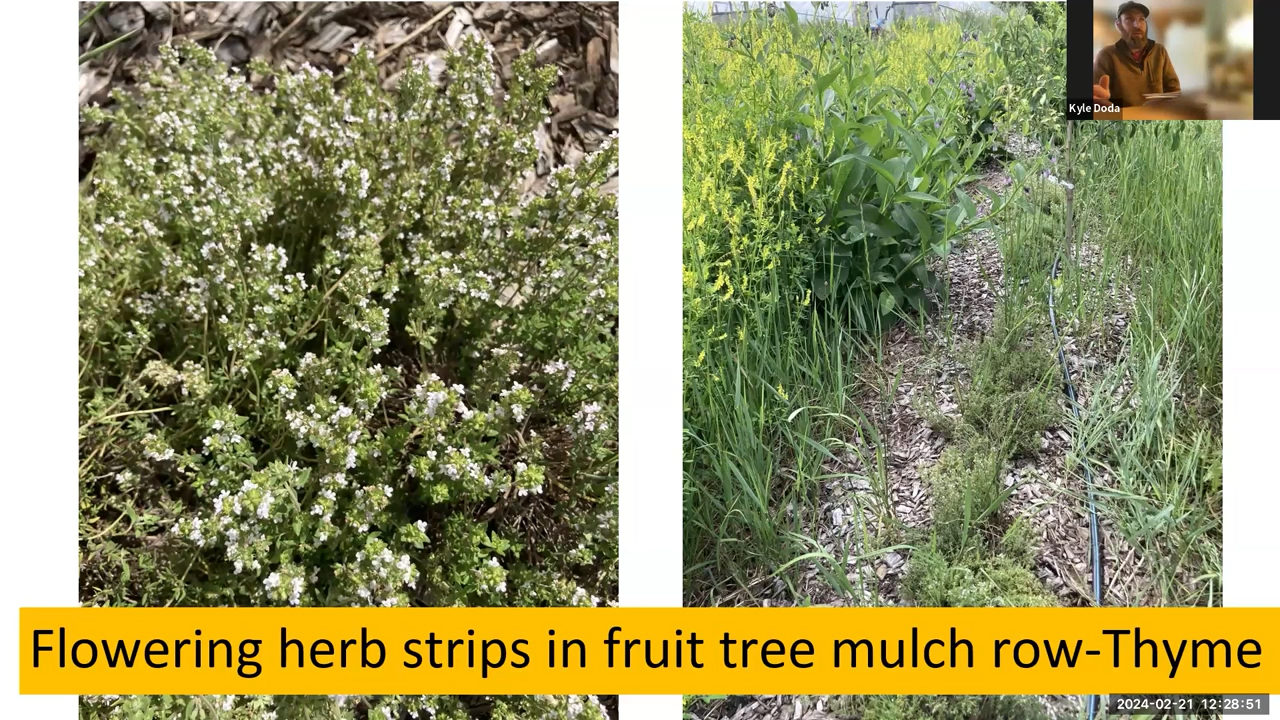 Kyle Doda
Flowering herb strips in fruit tree mulch row-Thyme
2024-02-21 12:28:51